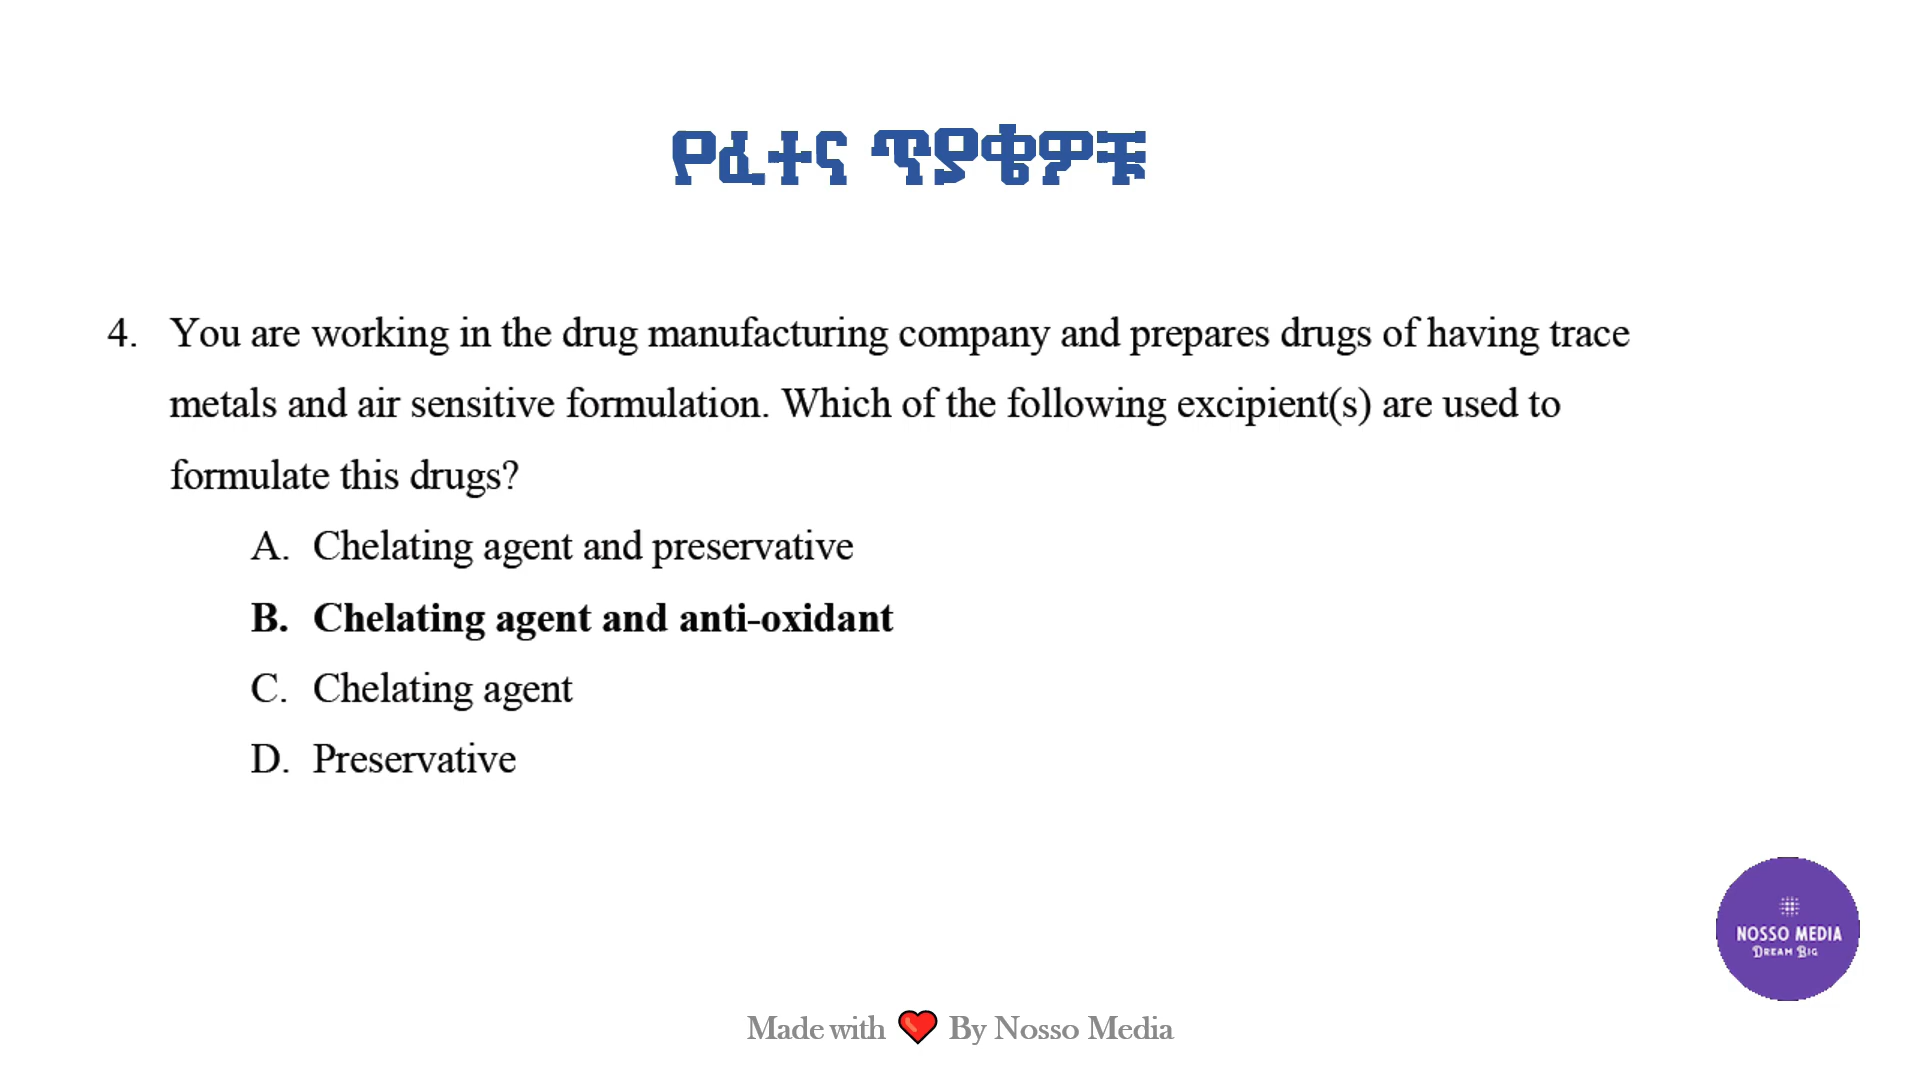 የፈተና ጥያቄዎቹ
4. You are working in the drug manufacturing company and prepares drugs of having trace
metals and air sensitive formulation. Which of the following excipient(s) are used to
formulate this drugs?
A. Chelating agent and preservative
B. Chelating agent and anti-oxidant
C. Chelating agent
D. Preservative
NOSSO MEDIA
DREAM BIG
Made with ❤ By Nosso Media